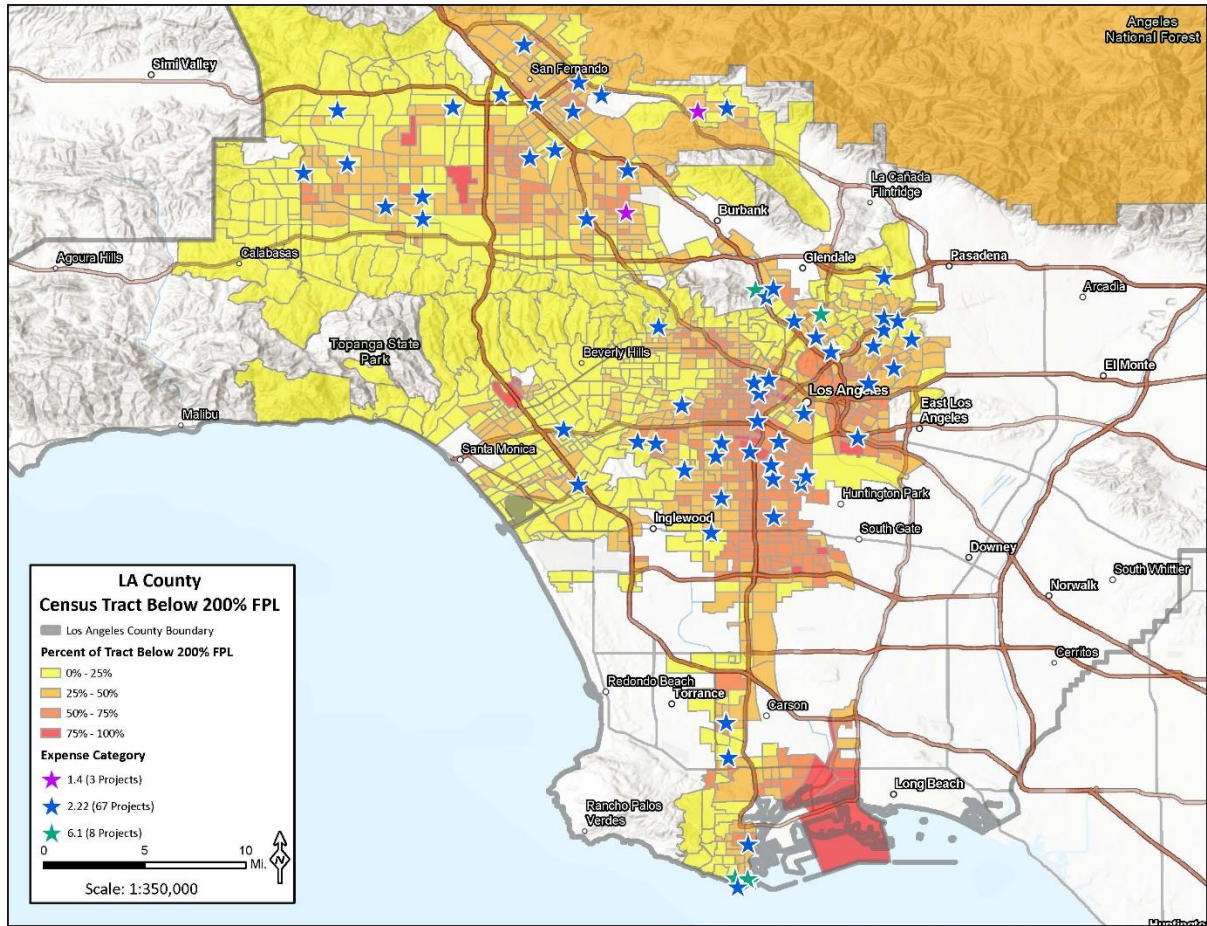 Angeles
National Forest
Simi Valley
San Fernando
La Cañada
Flintridge
Burbank
Agoura Hills
Calabasas
Glendale
Pasadena
Arcadia
Topanga State
Park
Beverly Hills
El Monte
Los Angeles
Malibu
East Los
Angeles
Santa Monica
Huntington Park
Inglewood
South Gate
Downey
South Whittier
Norwalk
Cerritos
Redondo Beach
Torrance
Carson
Long Beach
Rancho Palos
Verdes
LA County
Census Tract Below 200% FPL
Los Angeles County Boundary
Percent of Tract Below 200% FPL
0% - 25%
25% - 50%
50% - 75%
75% - 100%
Expense Category
1.4 (3 Projects)
2.22 (67 Projects)
6.1 (8 Projects)
0 5 10
Mi.
N
Scale: 1:350,000